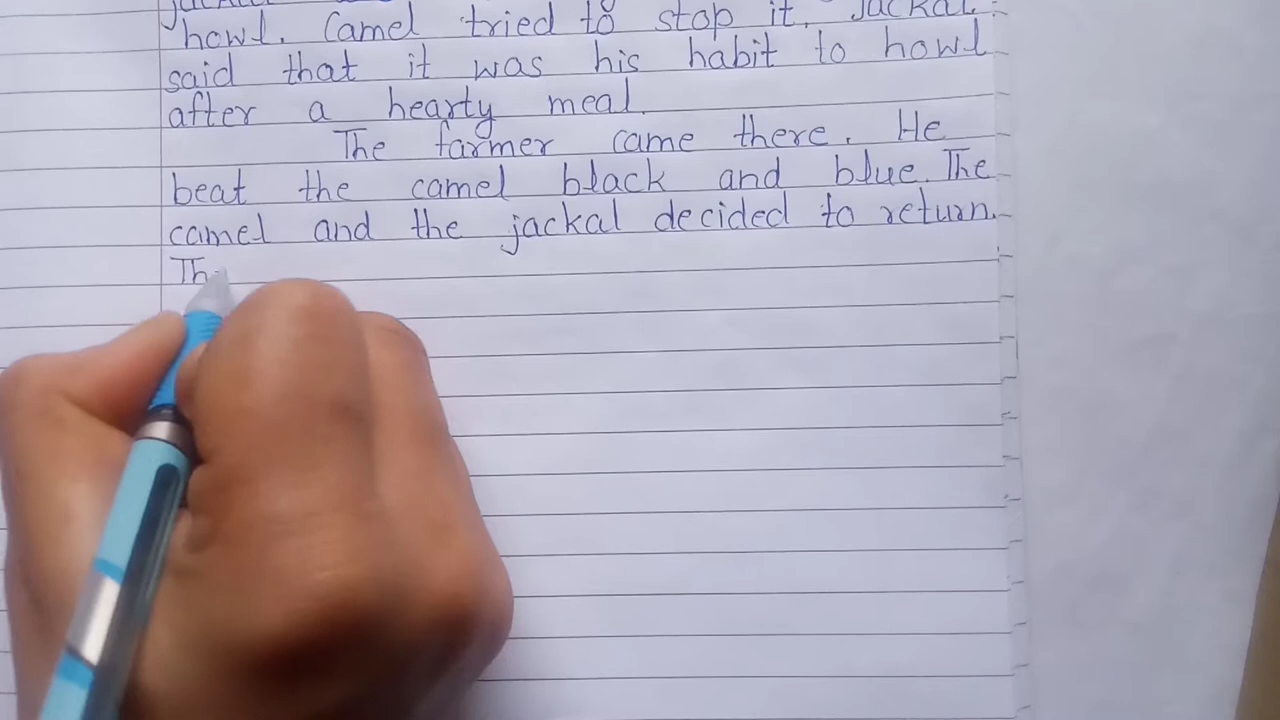 howl. Camel tried to stop it. Jackal
said that it was his habit to howl
after a hearty meal.
The farmer came there. He
beat the camel black and blue. The
camel and the jackal decided to return.
Th